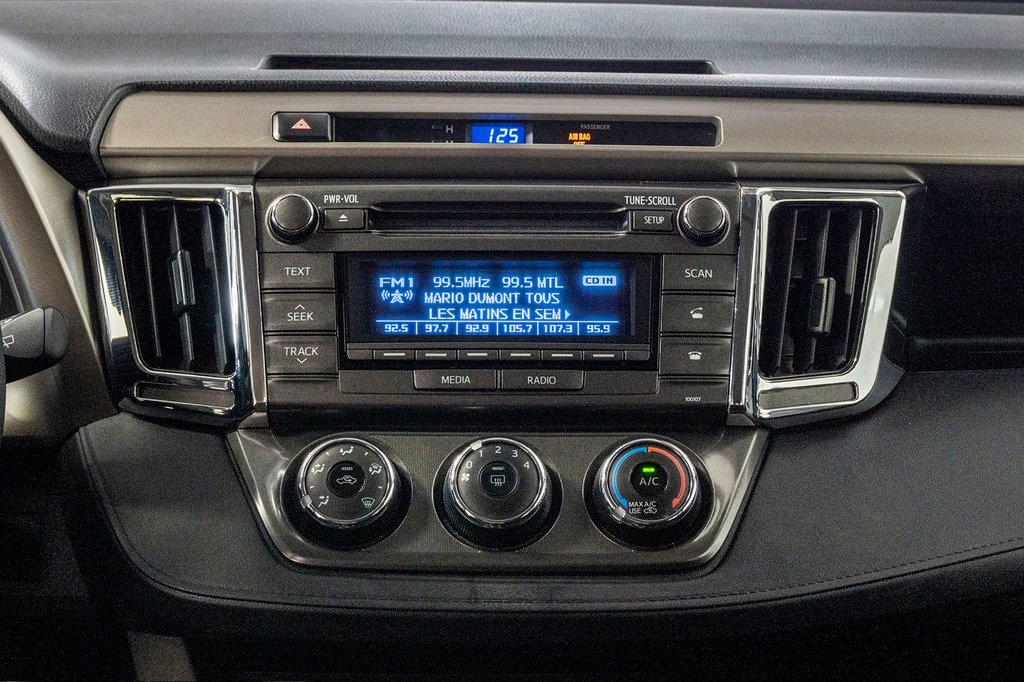 H 125 PASSENGER
AIR BAG
OFF
PWR·VOL TUNE·SCROLL
SETUP
TEXT
SEEK
TRACK
FM1 99.5MHz 99.5 MTL CD IN
MARIO DUMONT TOUS
LES MATINS EN SEM
92.5 97.7 92.9 105.7 107.3 95.9
SCAN
MEDIA RADIO
100107
0 1 2 3 4
A/C
MAX A/C
USE